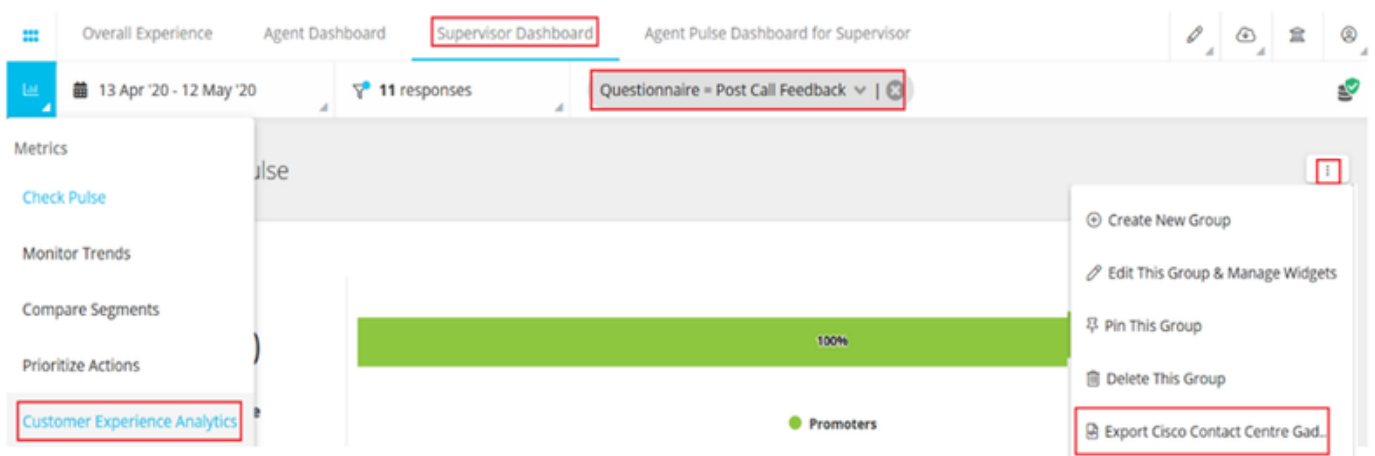 Overall Experience Agent Dashboard Supervisor Dashboard Agent Pulse Dashboard for Supervisor
13 Apr '20 - 12 May '20 11 responses Questionnaire = Post Call Feedback |
Metrics
ulse
Check Pulse
Create New Group
Monitor Trends
Edit This Group & Manage Widgets
Compare Segments
Pin This Group
100%
)
Prioritize Actions
Delete This Group
e
Customer Experience Analytics
Promoters
Export Cisco Contact Centre Gad..